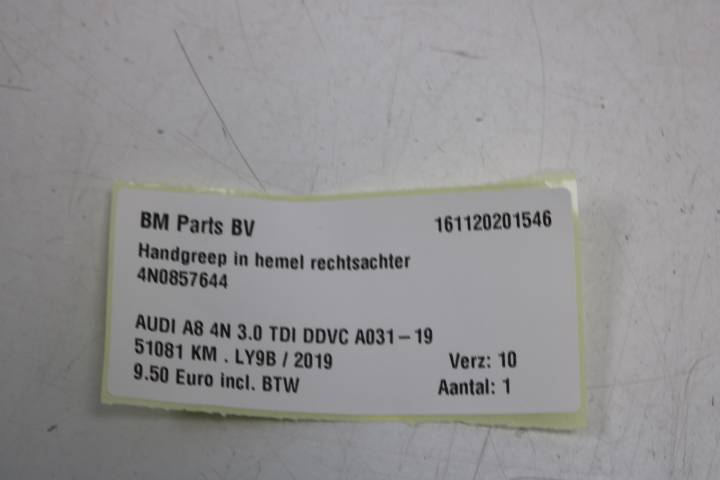 BM Parts BV 161120201546
Handgreep in hemel rechtsachter
4N0857644
AUDI A8 4N 3.0 TDI DDVC A031-19
51081 KM . LY9B / 2019 Verz: 10
9.50 Euro incl. BTW Aantal: 1